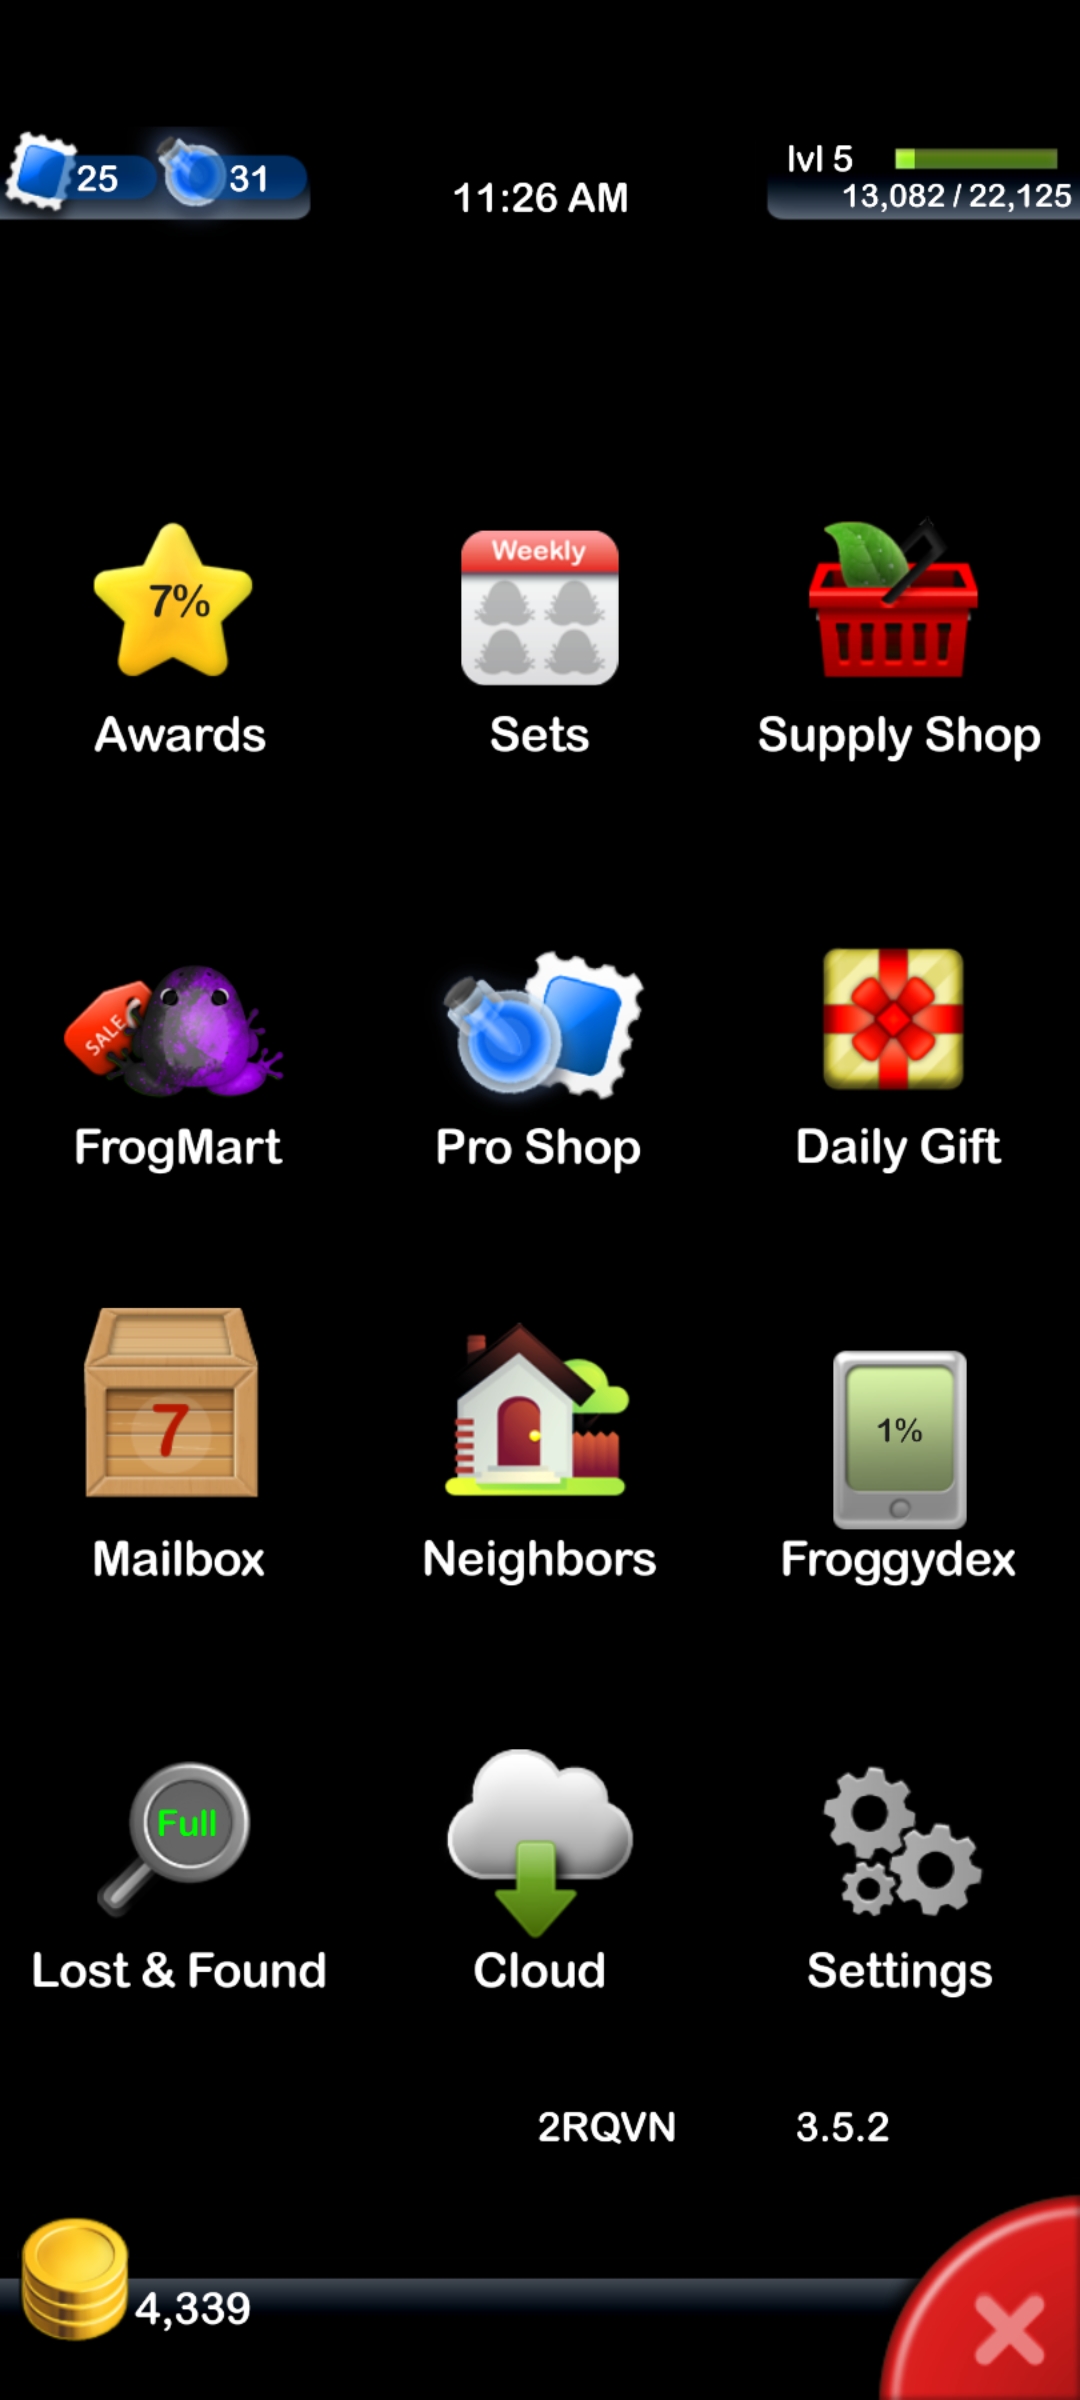 25 31 lvl 5
11:26 AM 13,082 / 22,125
7% Weekly
Awards Sets Supply Shop
SALE
FrogMart Pro Shop Daily Gift
7 1%
Mailbox Neighbors Froggydex
Full
Lost & Found Cloud Settings
2RQVN 3.5.2
4,339